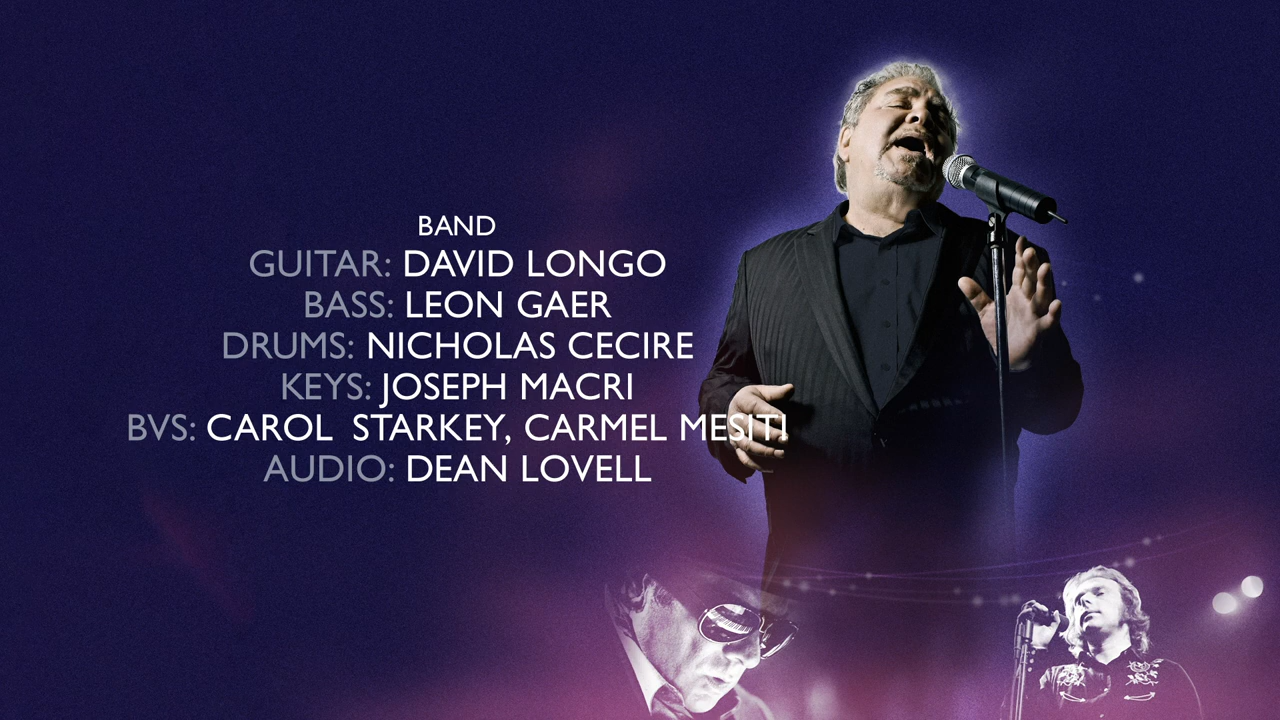 BAND
GUITAR: DAVID LONGO
BASS: LEON GAER
DRUMS: NICHOLAS CECIRE
KEYS: JOSEPH MACRI
BVS: CAROL STARKEY, CARMEL MESITI
AUDIO: DEAN LOVELL